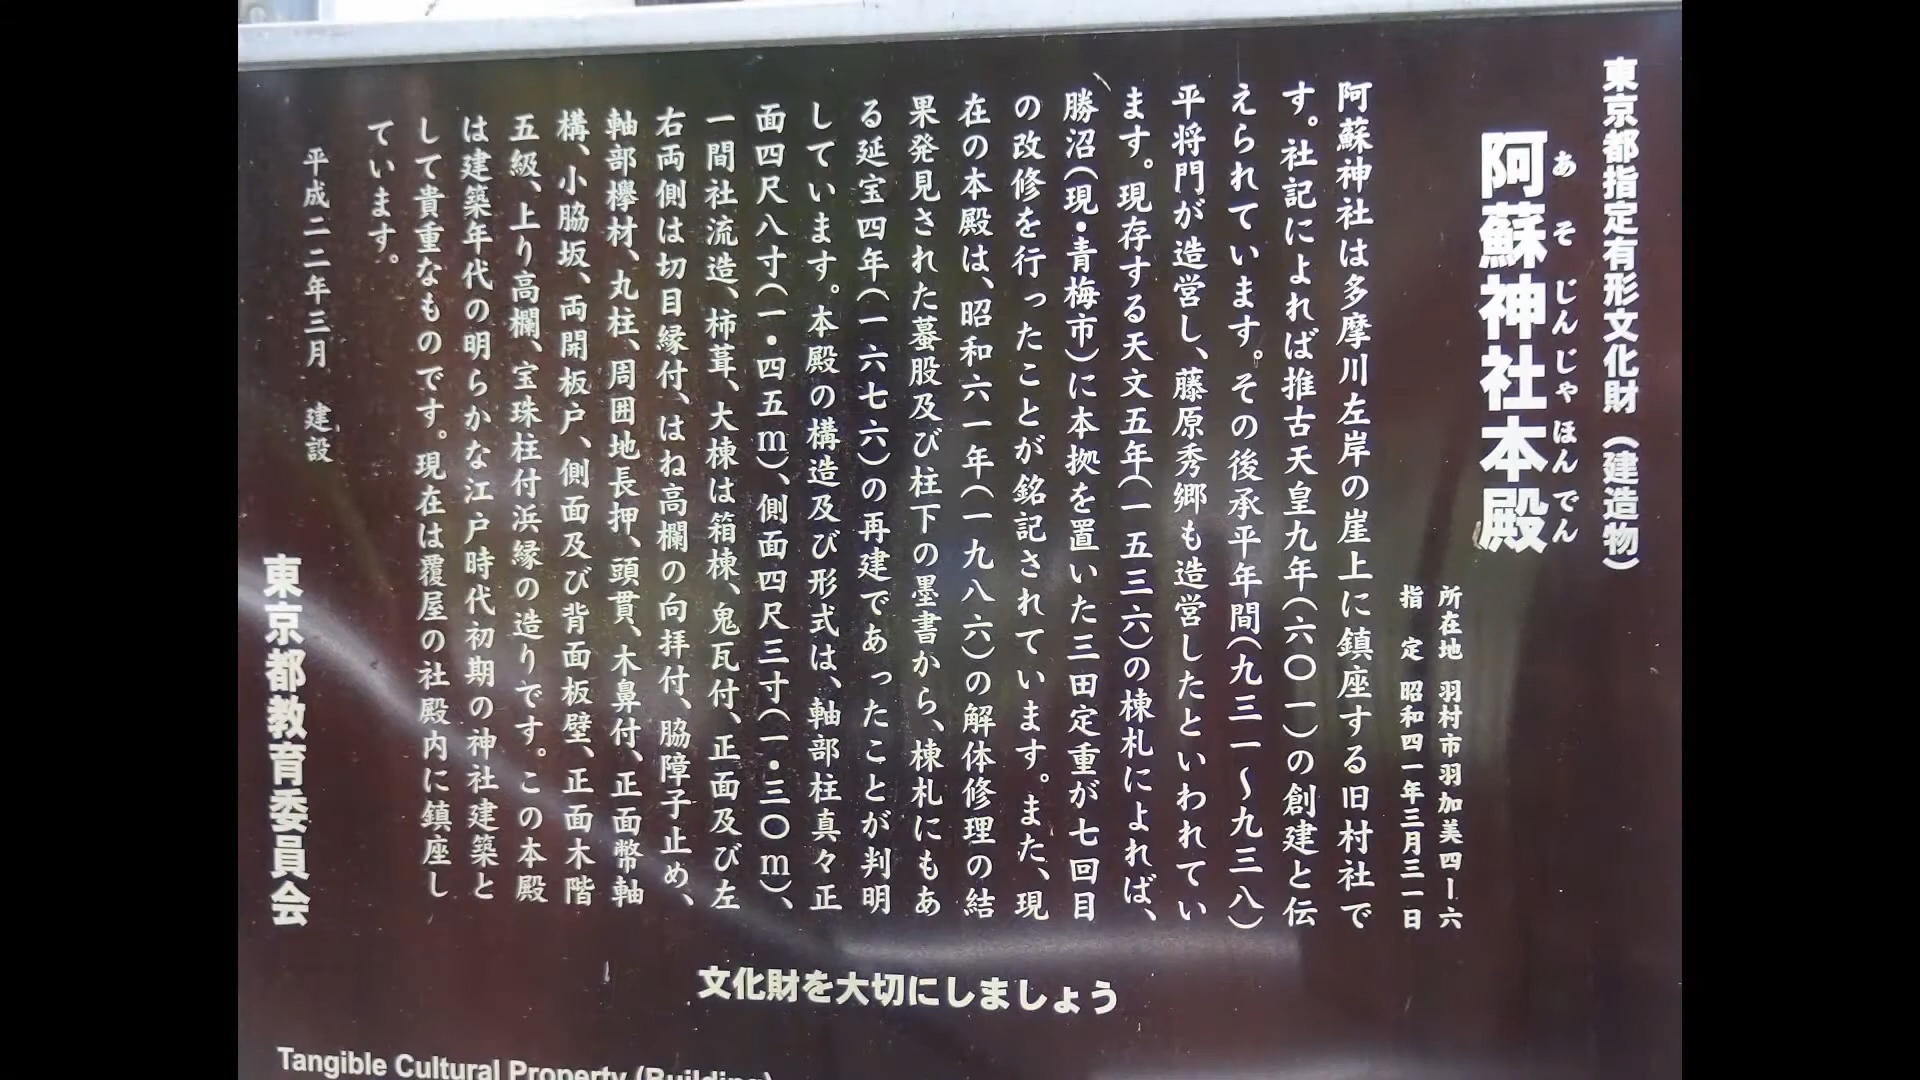 東京都指定有形文化財（建造物）
あ そ じんじゃほんでん
阿蘇神社本殿
所在地 羽村市羽加美四ー六
指 定 昭和四一年三月三一日
阿蘇神社は多摩川左岸の崖上に鎮座する旧村社で
す。社記によれば推古天皇九年（六〇一）の創建と伝
えられています。その後承平年間（九三一～九三八）
平将門が造営し、藤原秀郷も造営したといわれてい
ます。現存する天文五年（一五三六）の棟札によれば、
勝沼（現・青梅市）に本拠を置いた三田定重が七回目
の改修を行ったことが銘記されています。また、現
在の本殿は、昭和六一年（一九八六）の解体修理の結
果発見された蟇股及び柱下の墨書から、棟札にもあ
る延宝四年（一六七六）の再建であったことが判明
しています。本殿の構造及び形式は、軸部柱真々正
面四尺八寸（一・四五ｍ）、側面四尺三寸（一・三〇ｍ）、
一間社流造、柿葺、大棟は箱棟、鬼瓦付、正面及び左
右両側は切目縁付、はね高欄の向拝付、脇障子止め、
軸部欅材、丸柱、周囲地長押、頭貫、木鼻付、正面幣軸
構、小脇坂、両開板戸、側面及び背面板壁、正面木階
五級、上り高欄、宝珠柱付浜縁の造りです。この本殿
は建築年代の明らかな江戸時代初期の神社建築と
して貴重なものです。現在は覆屋の社殿内に鎮座し
ています。
平成二二年三月 建設
東京都教育委員会
文化財を大切にしましょう
Tangible Cultural Property (Building)